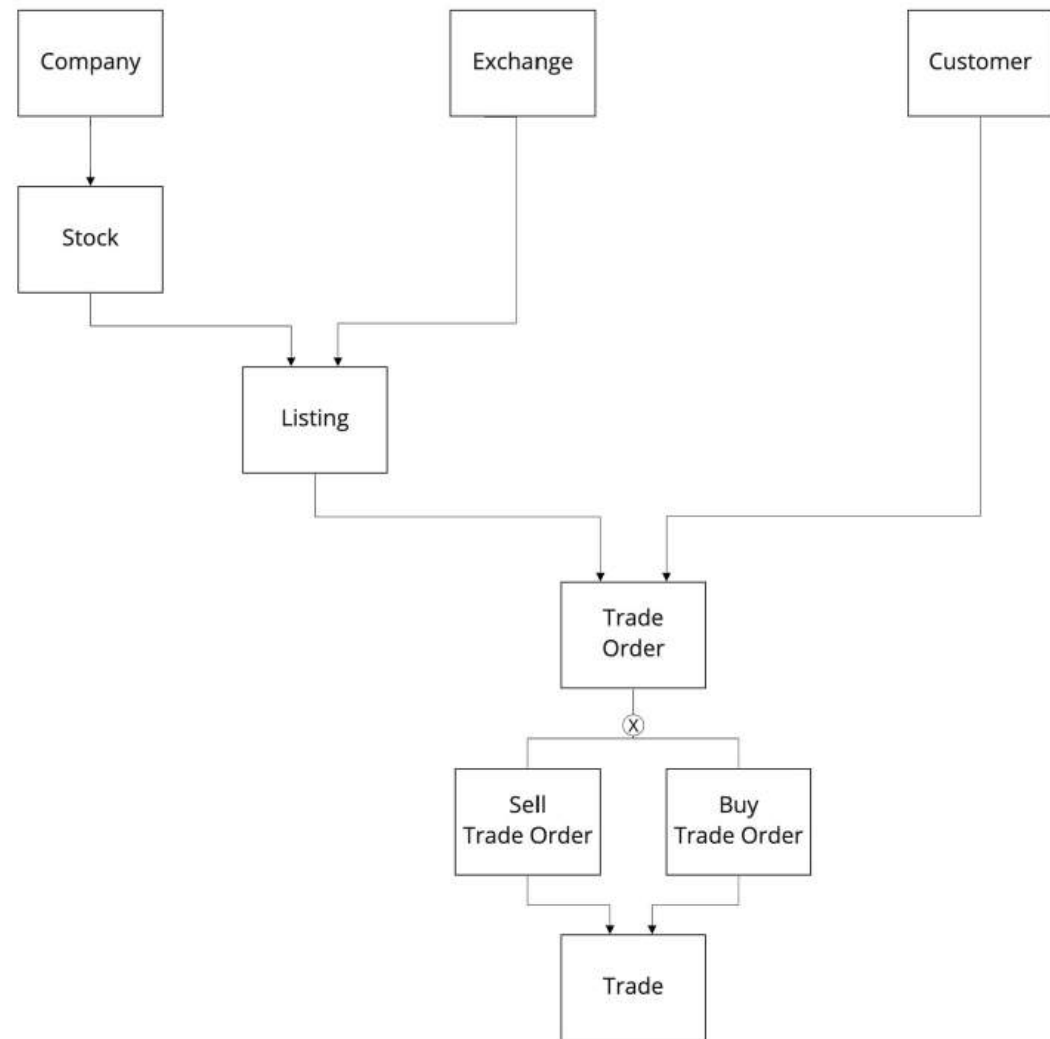 Company
Exchange
Customer
Stock
Listing
Trade
Order
X
Sell
Trade Order
Buy
Trade Order
Trade